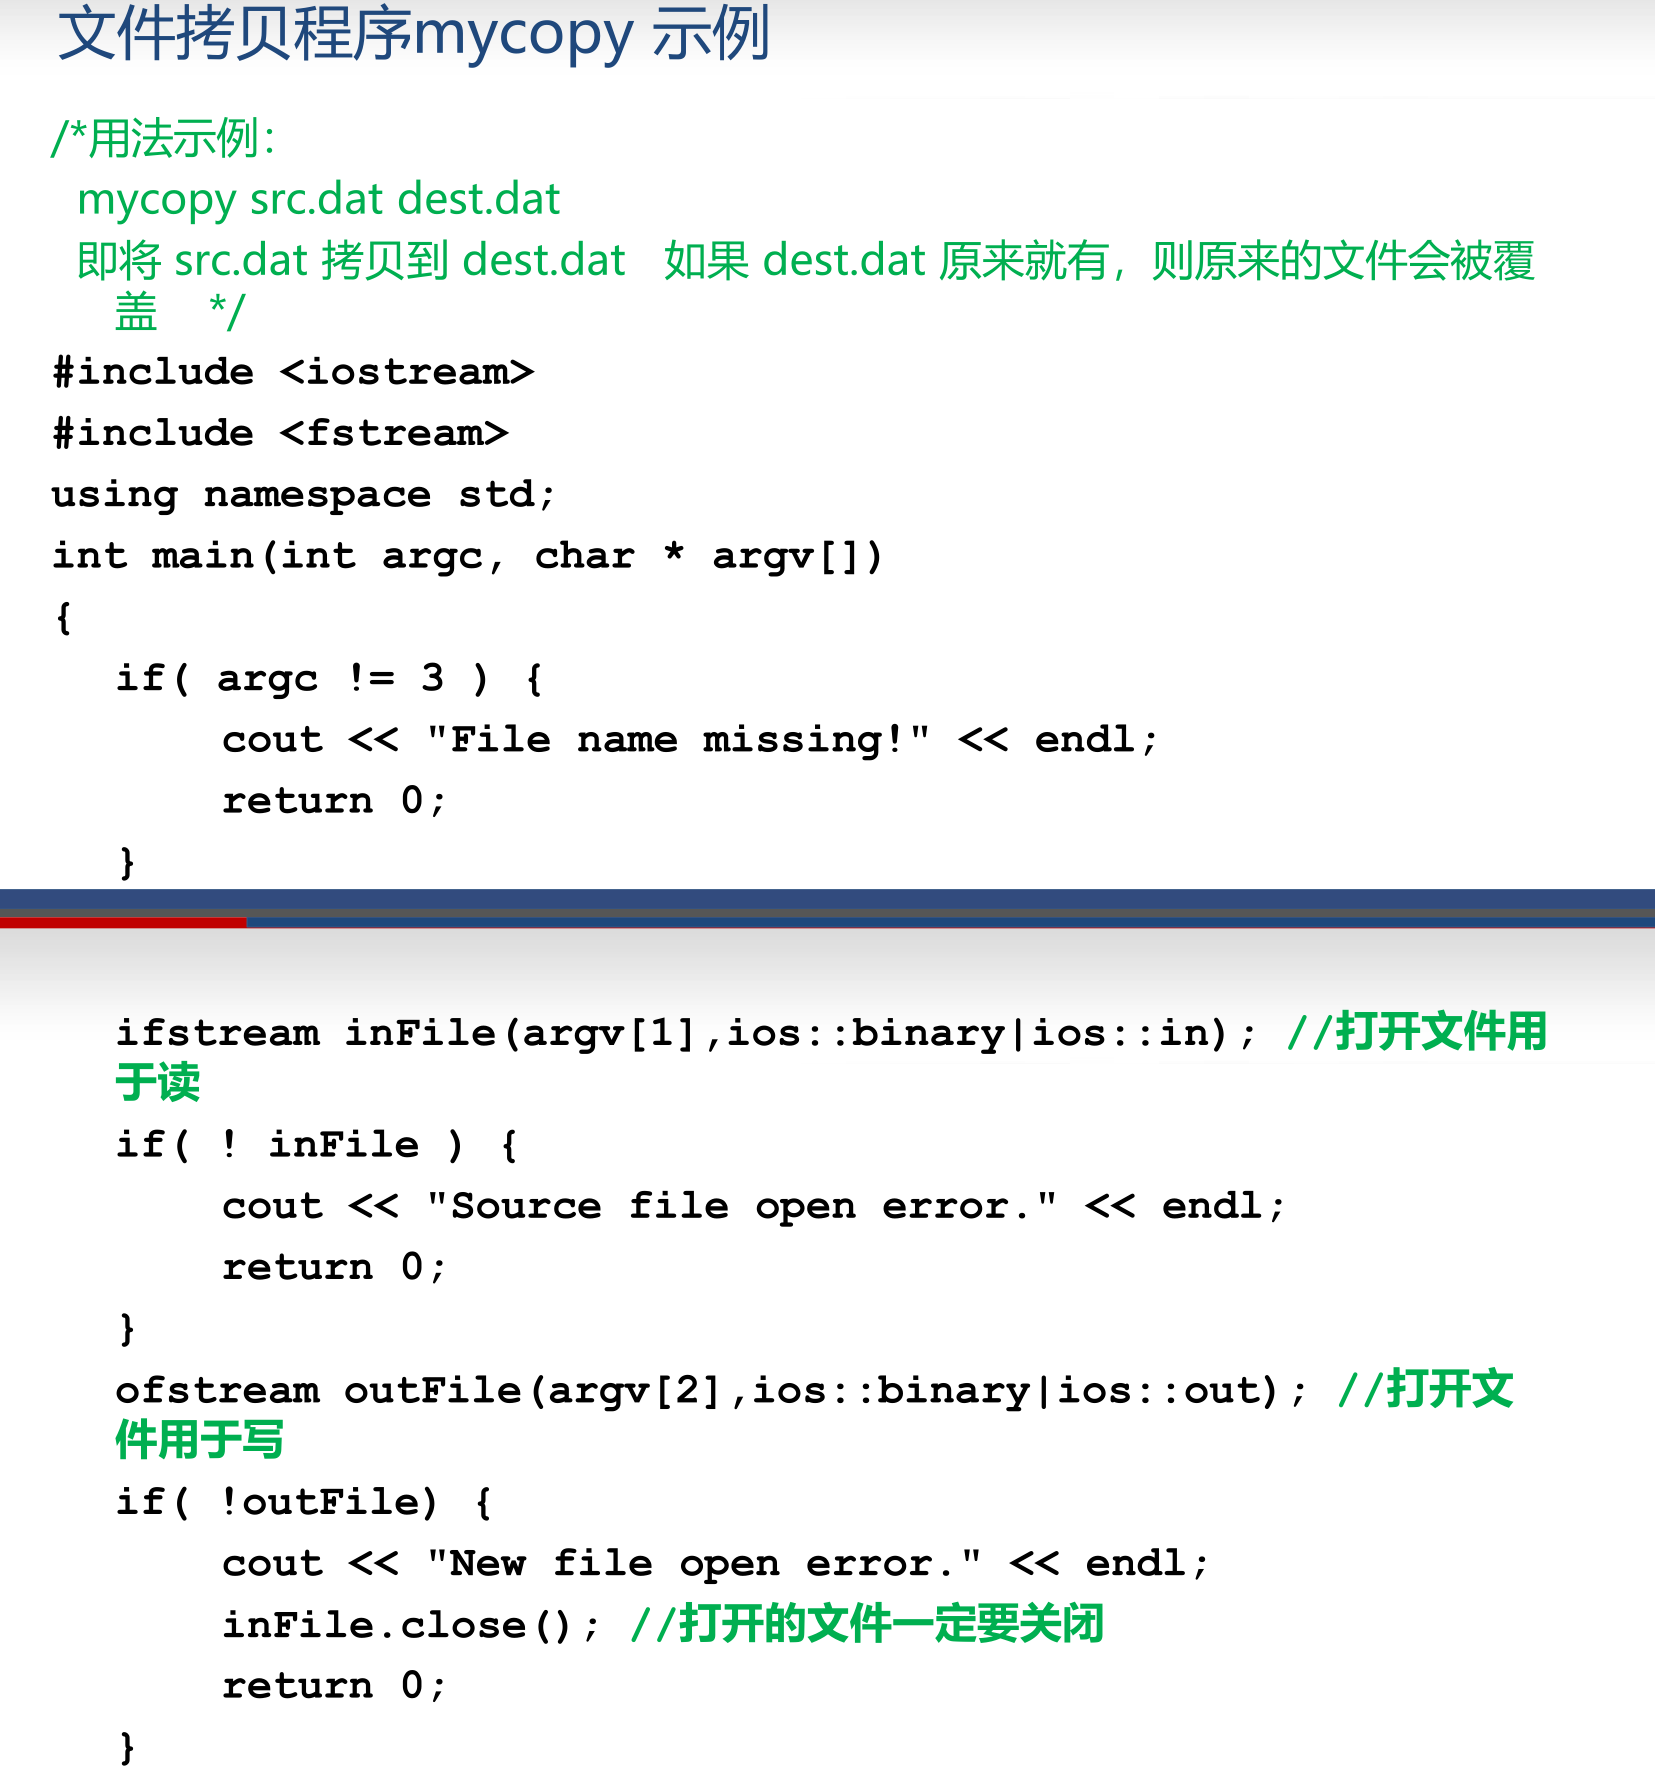 文件拷贝程序mycopy 示例
/*用法示例：
mycopy src.dat dest.dat
即将 src.dat 拷贝到 dest.dat   如果 dest.dat 原来就有，则原来的文件会被覆
盖    */
#include <iostream>
#include <fstream>
using namespace std;
int main(int argc, char * argv[])
{
if( argc != 3 ) {
cout << "File name missing!" << endl;
return 0;
}
ifstream inFile(argv[1],ios::binary|ios::in); //打开文件用
于读
if( ! inFile ) {
cout << "Source file open error." << endl;
return 0;
}
ofstream outFile(argv[2],ios::binary|ios::out); //打开文
件用于写
if( !outFile) {
cout << "New file open error." << endl;
inFile.close(); //打开的文件一定要关闭
return 0;
}